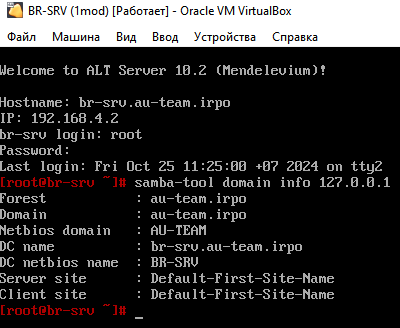 BR-SRV (1mod) [Работает] - Oracle VM VirtualBox
Файл Машина Вид Ввод Устройства Справка
Welcome to ALT Server 10.2 (Mendelevium)!
Hostname: br-srv.au-team.irpo
IP: 192.168.4.2
br-srv login: root
Password:
Last login: Fri Oct 25 11:25:00 +07 2024 on tty2
[root@br-srv ~]# samba-tool domain info 127.0.0.1
Forest : au-team.irpo
Domain : au-team.irpo
Netbios domain : AU-TEAM
DC name : br-srv.au-team.irpo
DC netbios name : BR-SRV
Server site : Default-First-Site-Name
Client site : Default-First-Site-Name
[root@br-srv ~]# _